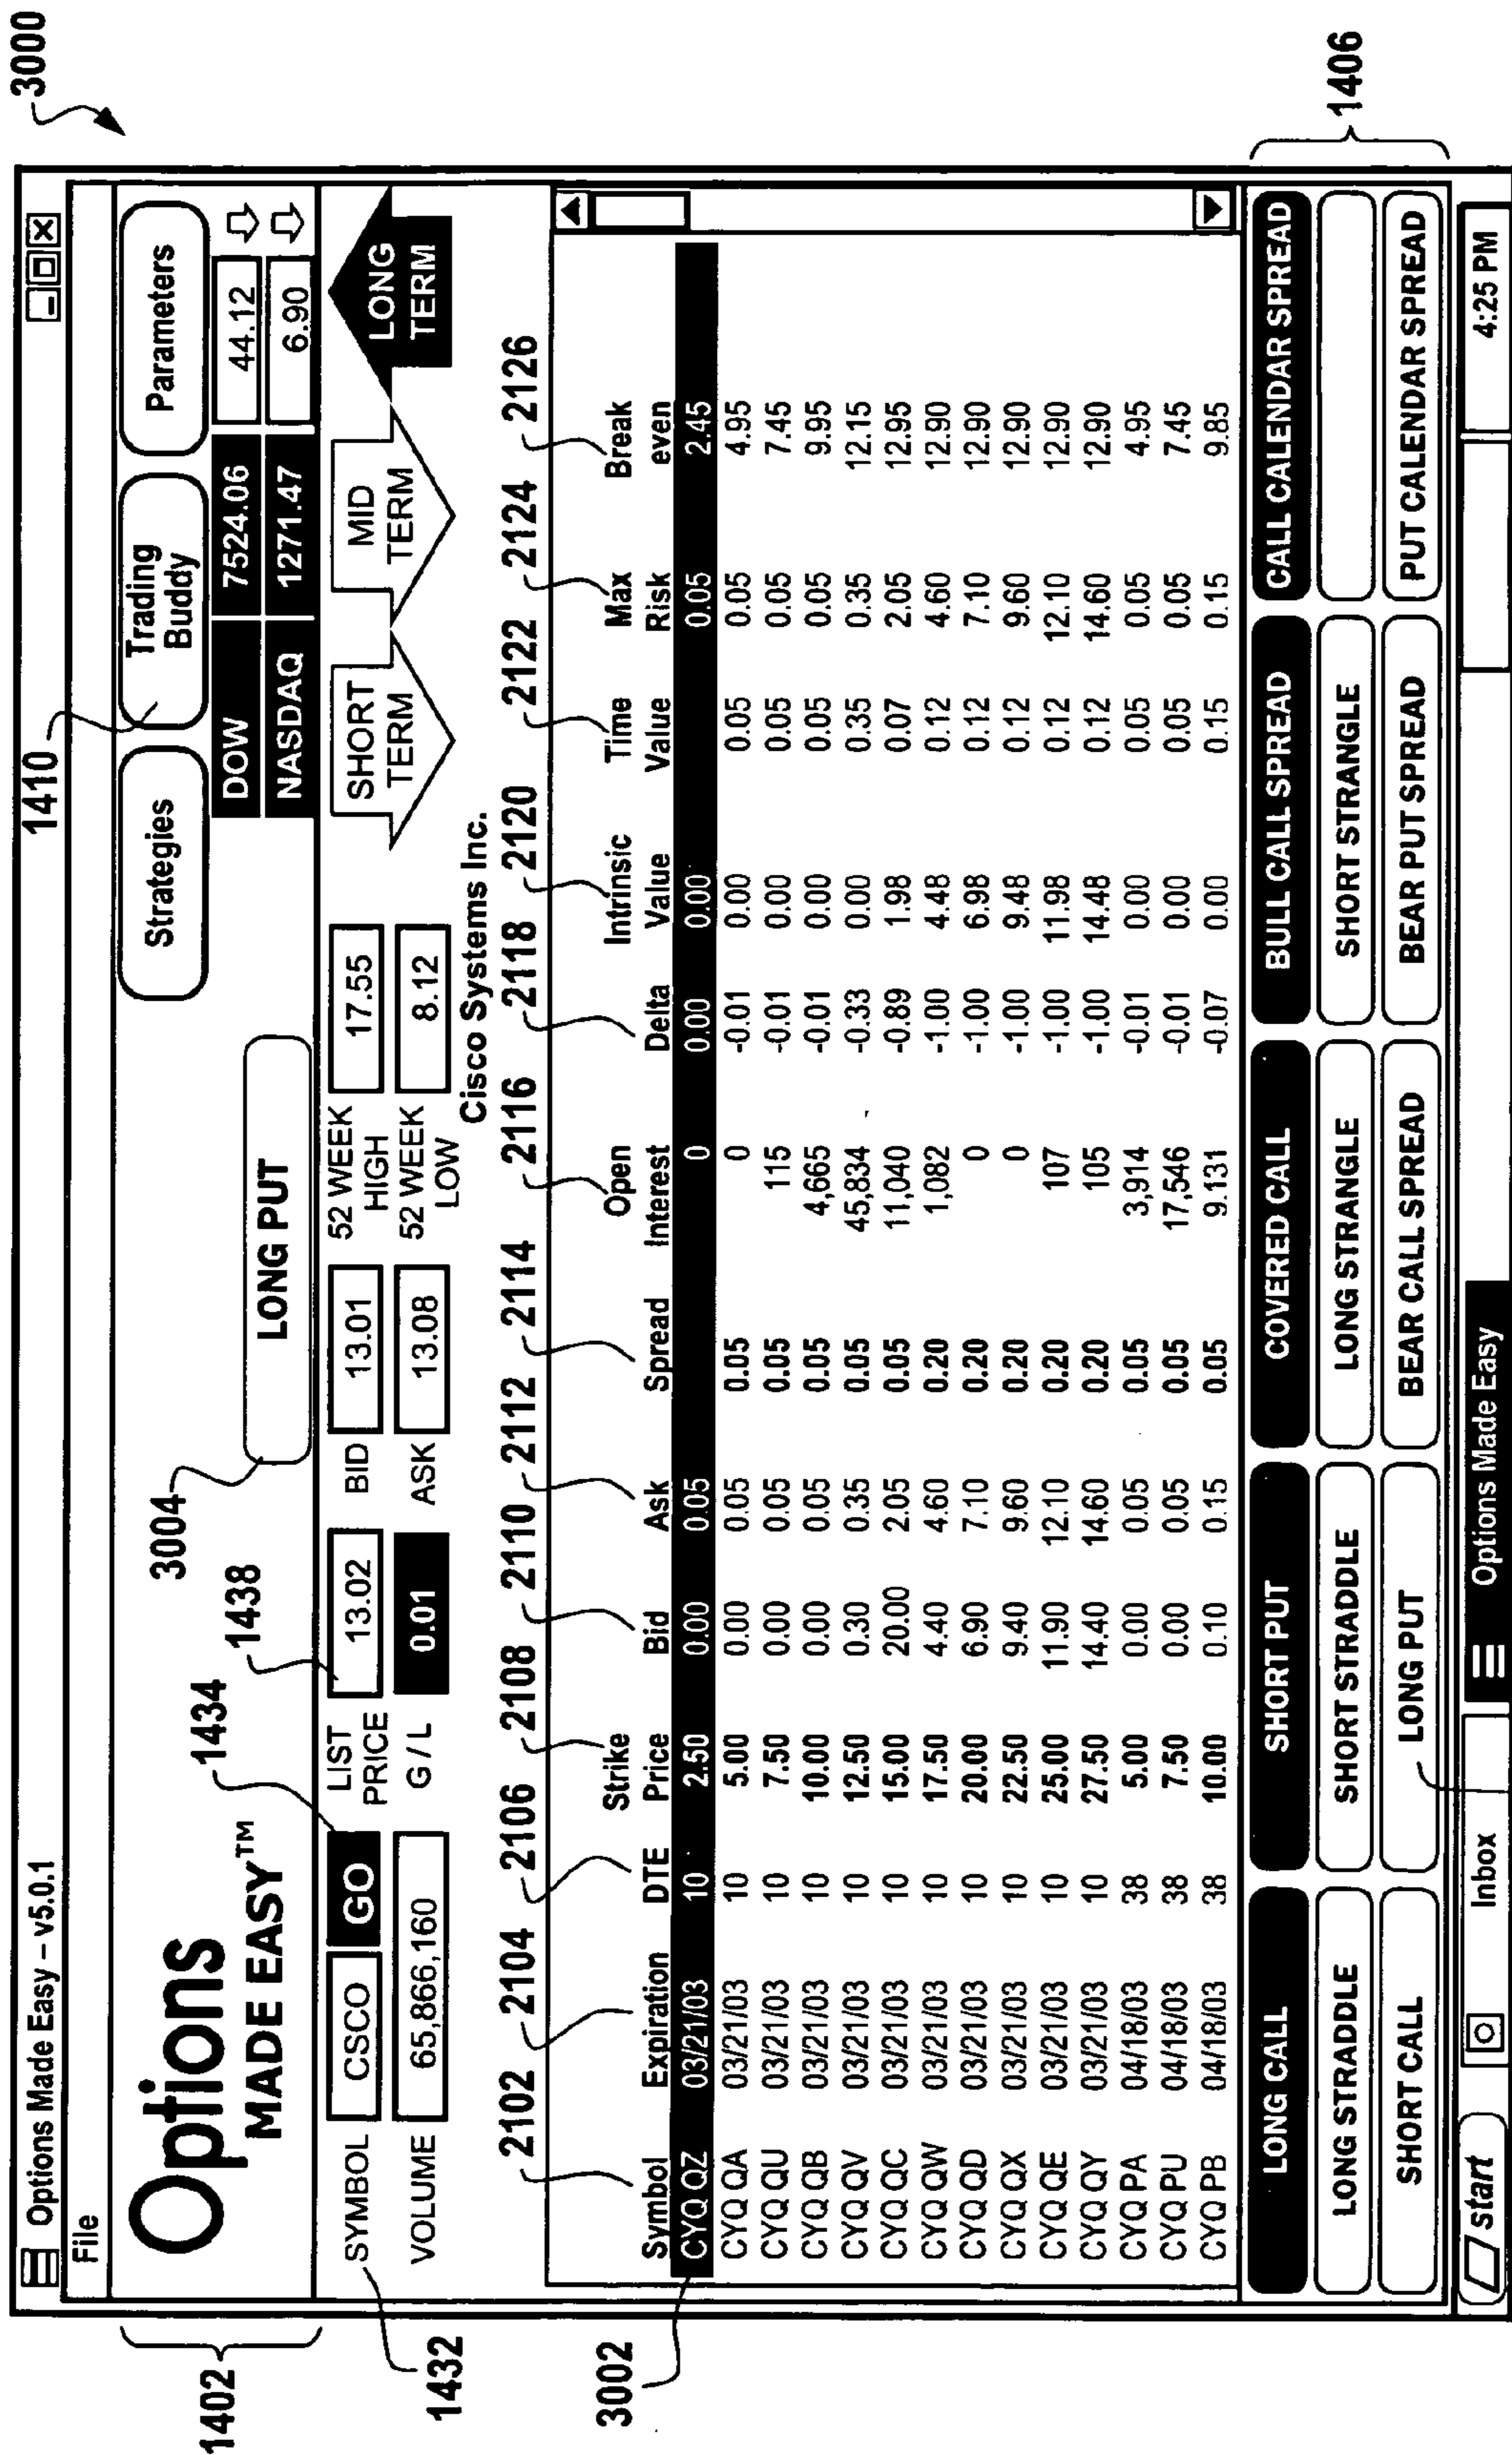 3000
Options Made Easy – v5.0.1
File
1402
Options
MADE EASY™
LONG PUT
3004
1410
Strategies
Trading
Buddy
Parameters
DOW 7524.06 44.12
NASDAQ 1271.47 6.90
1432
SYMBOL CSCO GO
1434
VOLUME 65,866,160
LIST
PRICE 13.02
1438
G / L 0.01
BID 13.01
ASK 13.08
52 WEEK
HIGH 17.55
52 WEEK
LOW 8.12
SHORT
TERM
MID
TERM
LONG
TERM
Cisco Systems Inc.
2102 2104 2106 2108 2110 2112 2114 2116 2118 2120 2122 2124 2126
Strike Open Intrinsic Time Max Break
Symbol Expiration DTE Price Bid Ask Spread Interest Delta Value Value Risk even
3002
CYQ QZ 03/21/03 10 2.50 0.00 0.05 0 0.00 0.00 0.05 2.45
CYQ QA 03/21/03 10 5.00 0.00 0.05 0.05 0 -0.01 0.00 0.05 0.05 4.95
CYQ QU 03/21/03 10 7.50 0.00 0.05 0.05 115 -0.01 0.00 0.05 0.05 7.45
CYQ QB 03/21/03 10 10.00 0.00 0.05 0.05 4,665 -0.01 0.00 0.05 0.05 9.95
CYQ QV 03/21/03 10 12.50 0.30 0.35 0.05 45,834 -0.33 0.00 0.35 0.35 12.15
CYQ QC 03/21/03 10 15.00 20.00 2.05 0.05 11,040 -0.89 1.98 0.07 2.05 12.95
CYQ QW 03/21/03 10 17.50 4.40 4.60 0.20 1,082 -1.00 4.48 0.12 4.60 12.90
CYQ QD 03/21/03 10 20.00 6.90 7.10 0.20 0 -1.00 6.98 0.12 7.10 12.90
CYQ QX 03/21/03 10 22.50 9.40 9.60 0.20 0 -1.00 9.48 0.12 9.60 12.90
CYQ QE 03/21/03 10 25.00 11.90 12.10 0.20 107 -1.00 11.98 0.12 12.10 12.90
CYQ QY 03/21/03 10 27.50 14.40 14.60 0.20 105 -1.00 14.48 0.12 14.60 12.90
CYQ PA 04/18/03 38 5.00 0.00 0.05 0.05 3,914 -0.01 0.00 0.05 0.05 4.95
CYQ PU 04/18/03 38 7.50 0.00 0.05 0.05 17,546 -0.01 0.00 0.05 0.05 7.45
CYQ PB 04/18/03 38 10.00 0.10 0.15 0.05 9.131 -0.07 0.00 0.15 0.15 9.85
LONG CALL SHORT PUT COVERED CALL BULL CALL SPREAD CALL CALENDAR SPREAD
LONG STRADDLE SHORT STRADDLE LONG STRANGLE SHORT STRANGLE
SHORT CALL LONG PUT BEAR CALL SPREAD BEAR PUT SPREAD PUT CALENDAR SPREAD
1406
start Inbox Options Made Easy 4:25 PM